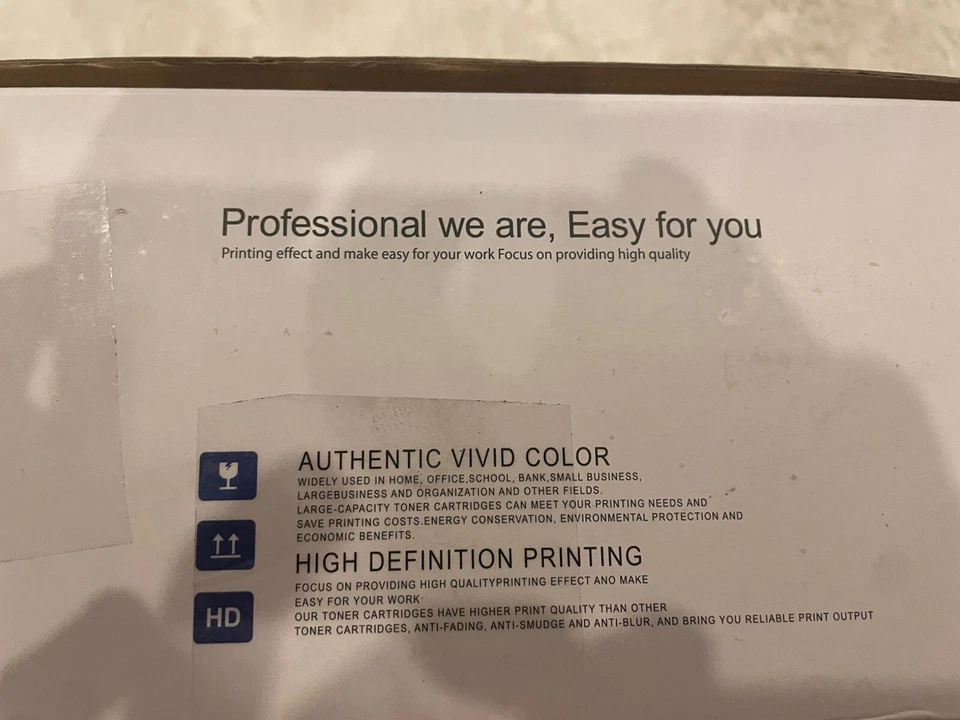 Professional we are, Easy for you
Printing effect and make easy for your work Focus on providing high quality
AUTHENTIC VIVID COLOR
WIDELY USED IN HOME, OFFICE,SCHOOL, BANK,SMALL BUSINESS,
LARGEBUSINESS AND ORGANIZATION AND OTHER FIELDS.
LARGE-CAPACITY TONER CARTRIDGES CAN MEET YOUR PRINTING NEEDS AND
SAVE PRINTING COSTS.ENERGY CONSERVATION, ENVIRONMENTAL PROTECTION AND
ECONOMIC BENEFITS.
HIGH DEFINITION PRINTING
FOCUS ON PROVIDING HIGH QUALITYPRINTING EFFECT ANO MAKE
EASY FOR YOUR WORK
HD
OUR TONER CARTRIDGES HAVE HIGHER PRINT QUALITY THAN OTHER
TONER CARTRIDGES, ANTI-FADING, ANTI-SMUDGE AND ANTI-BLUR, AND BRING YOU RELIABLE PRINT OUTPUT